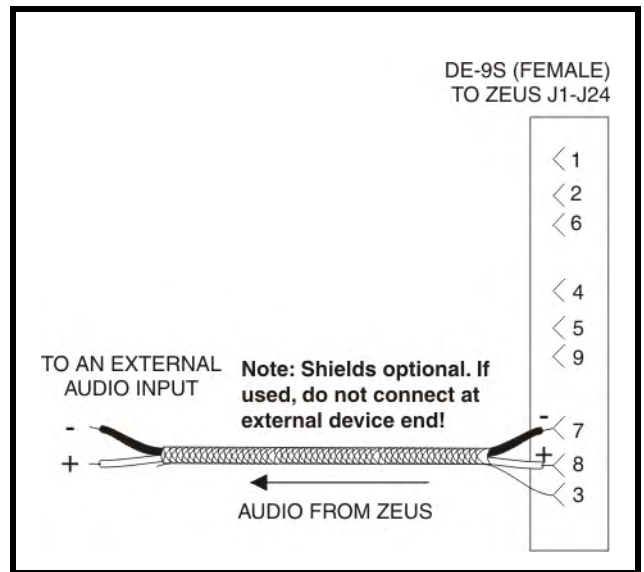 DE-9S (FEMALE)
TO ZEUS J1-J24
1
2
6
4
5
9
TO AN EXTERNAL
AUDIO INPUT
Note: Shields optional. If
used, do not connect at
external device end!
-
+
-
7
+
8
3
AUDIO FROM ZEUS